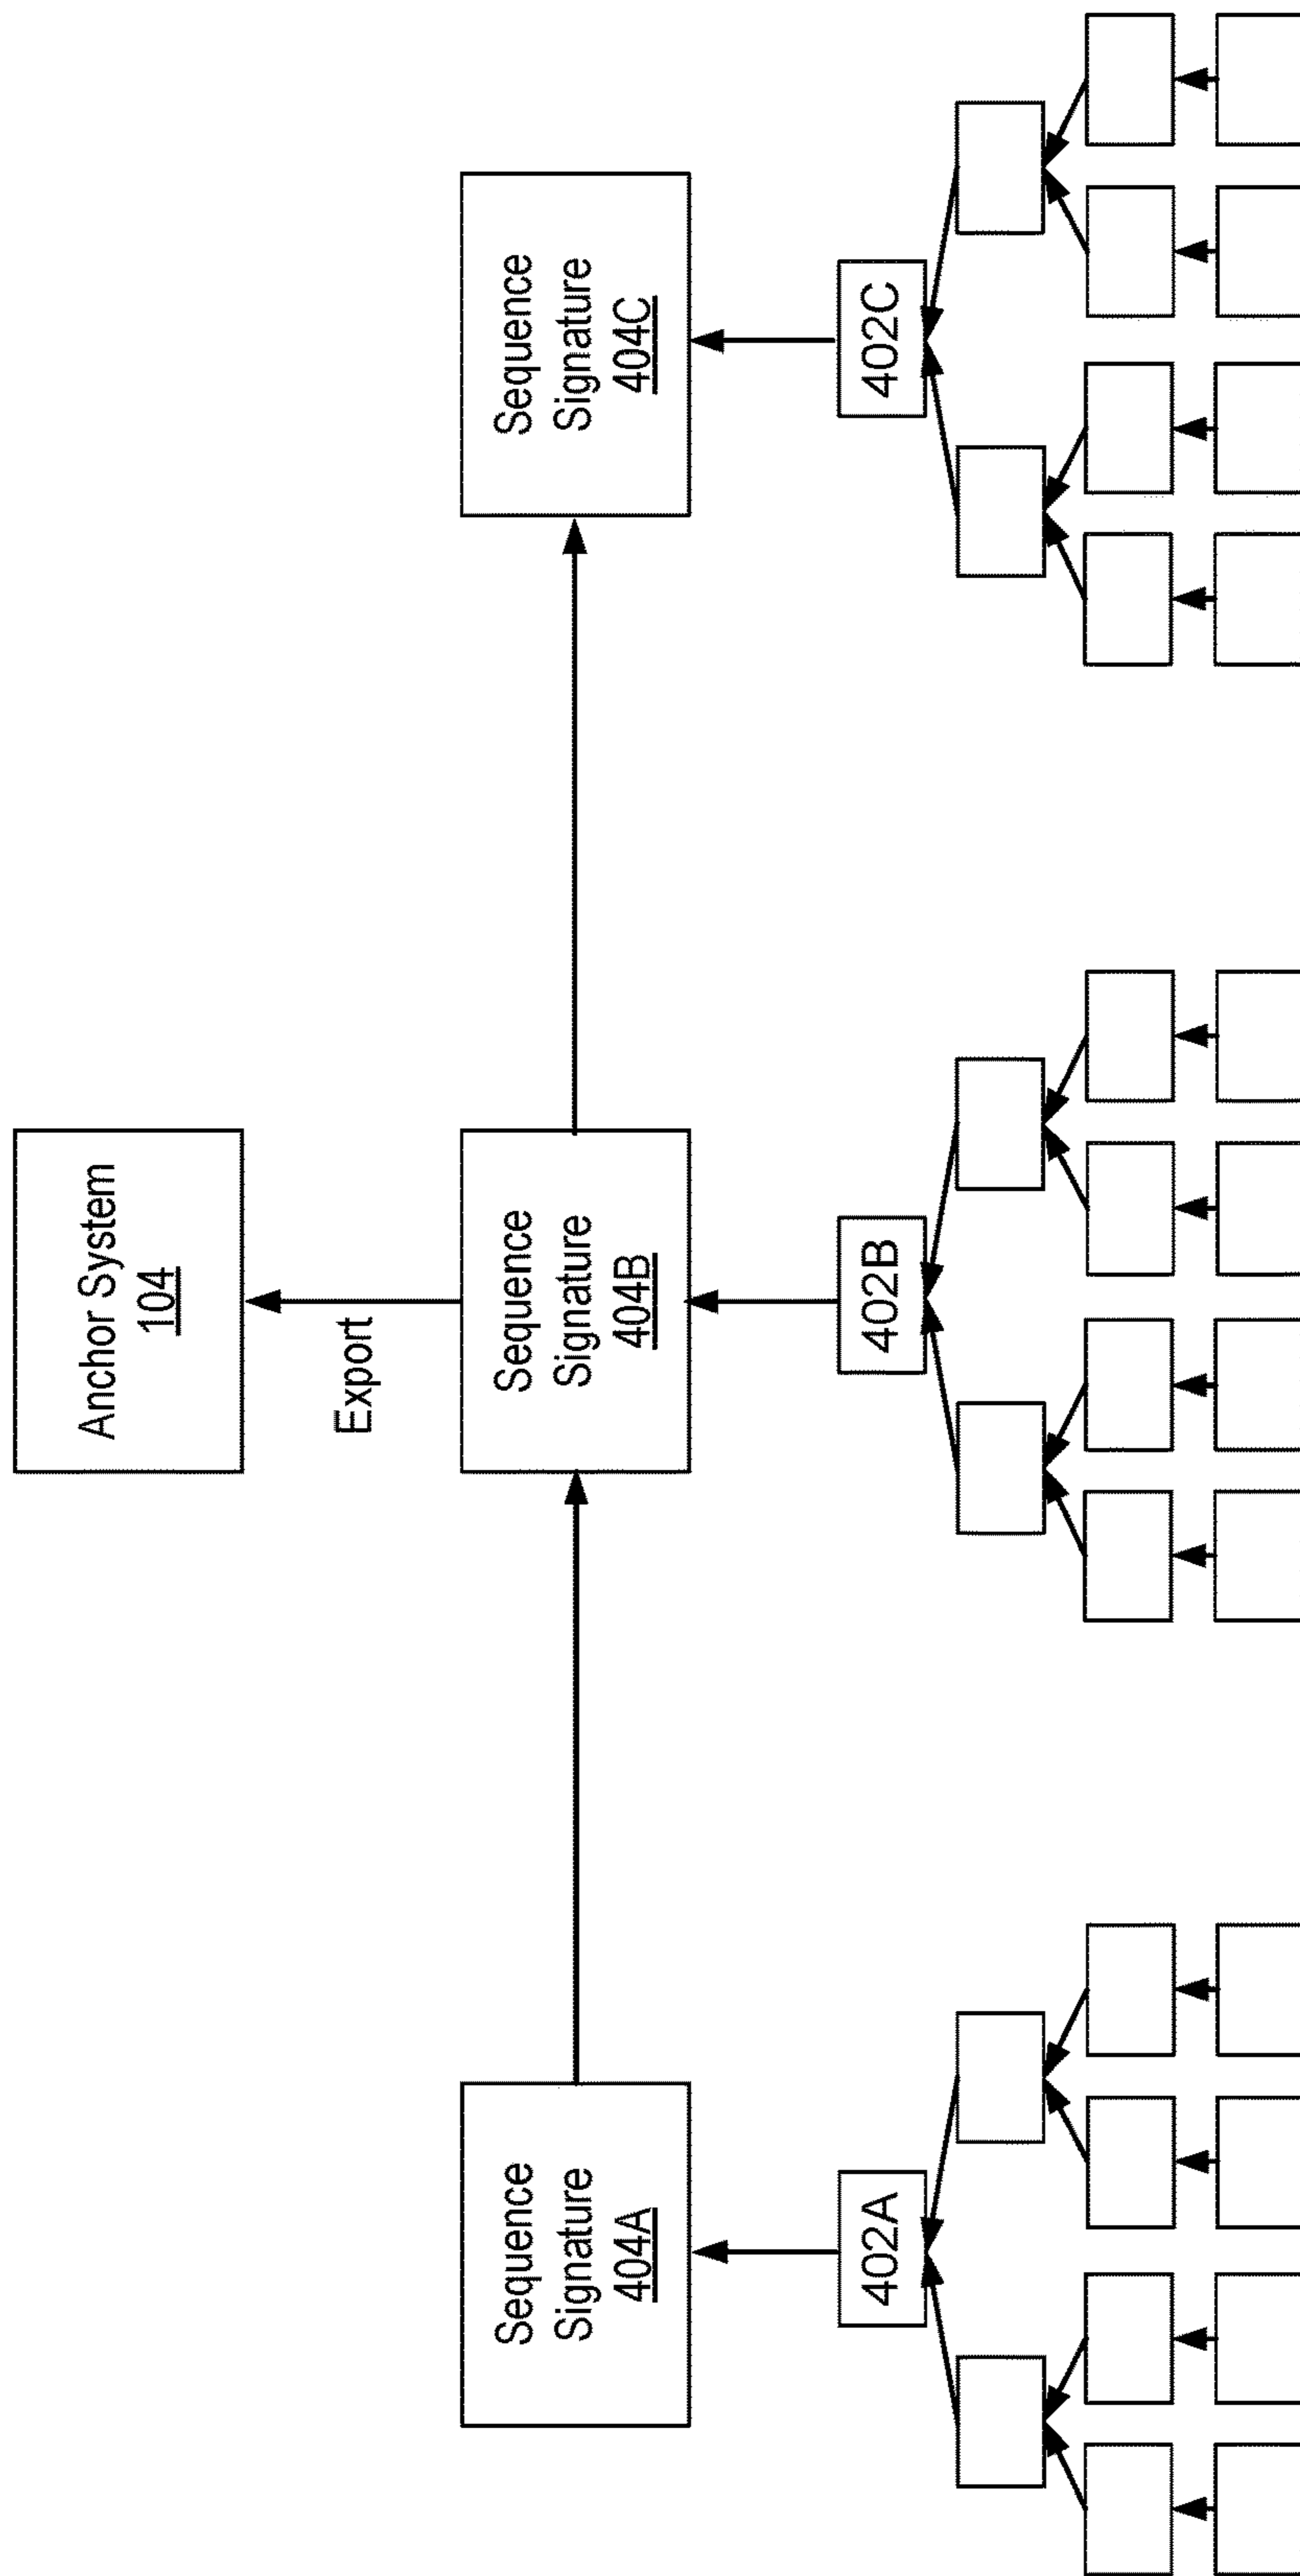 Anchor System
104
Export
Sequence
Signature
404A
Sequence
Signature
404B
Sequence
Signature
404C
402A
402B
402C